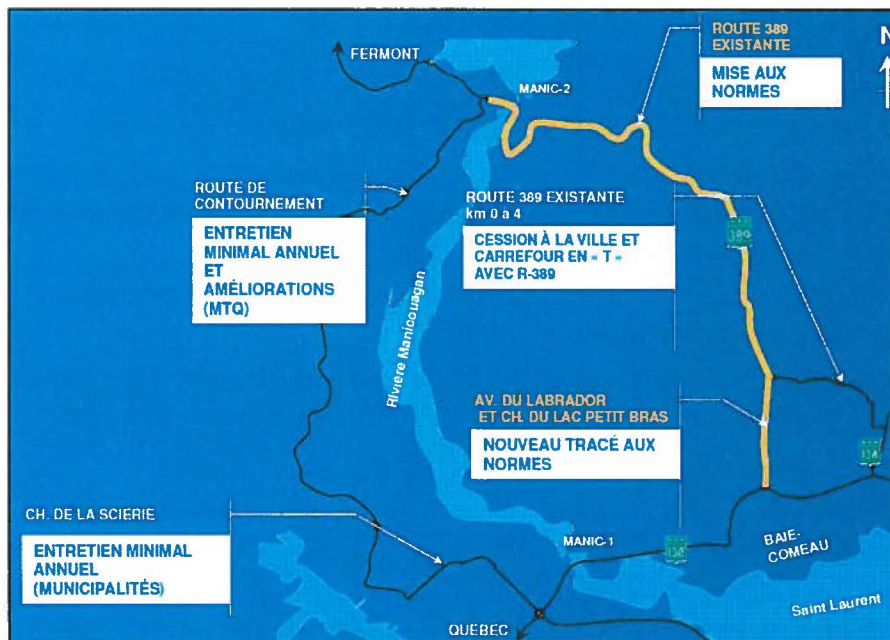 ROUTE 389
EXISTANTE
MISE AUX
NORMES
N
FERMONT
MANIC-2
ROUTE DE
CONTOURNEMENT
ENTRETIEN
MINIMAL ANNUEL
ET
AMÉLIORATIONS
(MTQ)
ROUTE 389 EXISTANTE
km 0 à 4
CESSION À LA VILLE ET
CARREFOUR EN « T »
AVEC R-389
389
Rivière Manicouagan
AV. DU LABRADOR
ET CH. DU LAC PETIT BRAS
NOUVEAU TRACÉ AUX
NORMES
138
CH. DE LA SCIERIE
ENTRETIEN MINIMAL
ANNUEL
(MUNICIPALITÉS)
MANIC-1
138
BAIE-
COMEAU
Saint Laurent
QUÉBEC